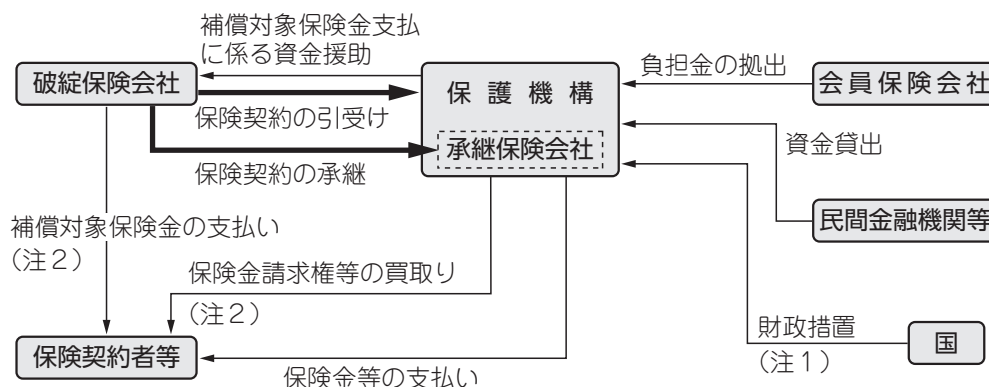 補償対象保険金支払
に係る資金援助
破綻保険会社
保護機構
負担金の拠出
会員保険会社
保険契約の引受け
承継保険会社
資金貸出
保険契約の承継
民間金融機関等
補償対象保険金の支払い
(注2)
保険金請求権等の買取り
(注2)
財政措置
(注1)
国
保険契約者等
保険金等の支払い